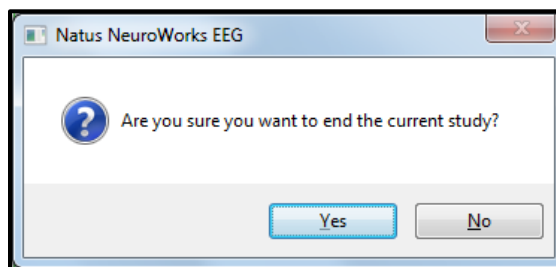 Natus NeuroWorks EEG
Are you sure you want to end the current study?
Yes
No